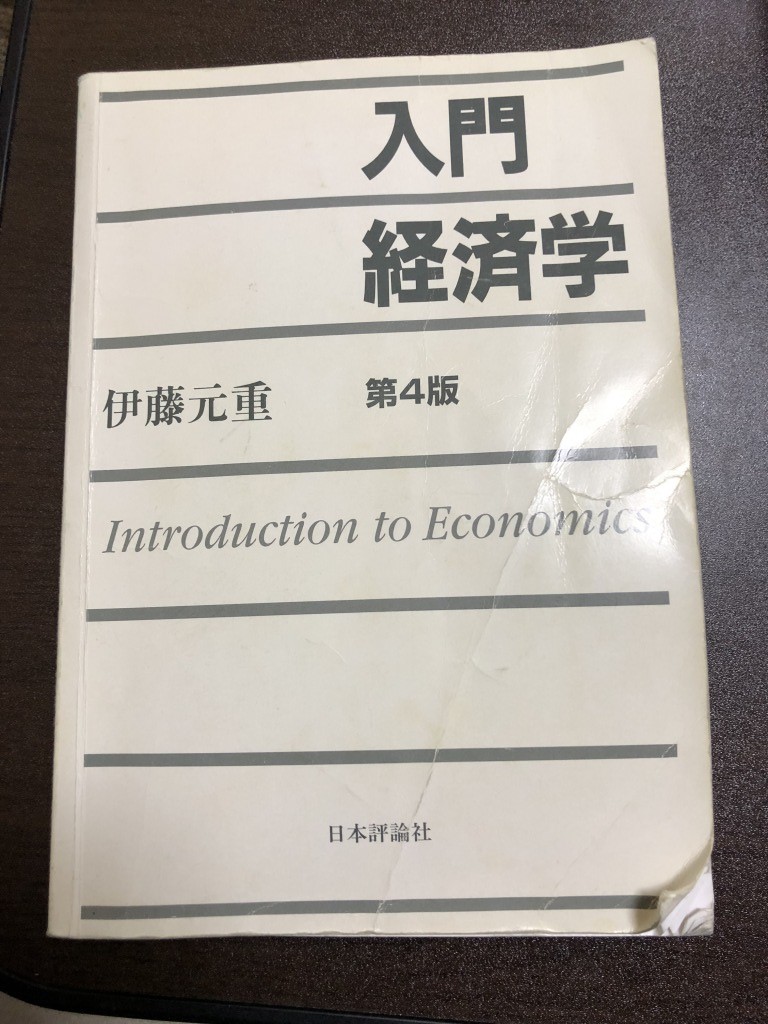 入門
経済学
伊藤元重 第4版
Introduction to Economics
日本評論社